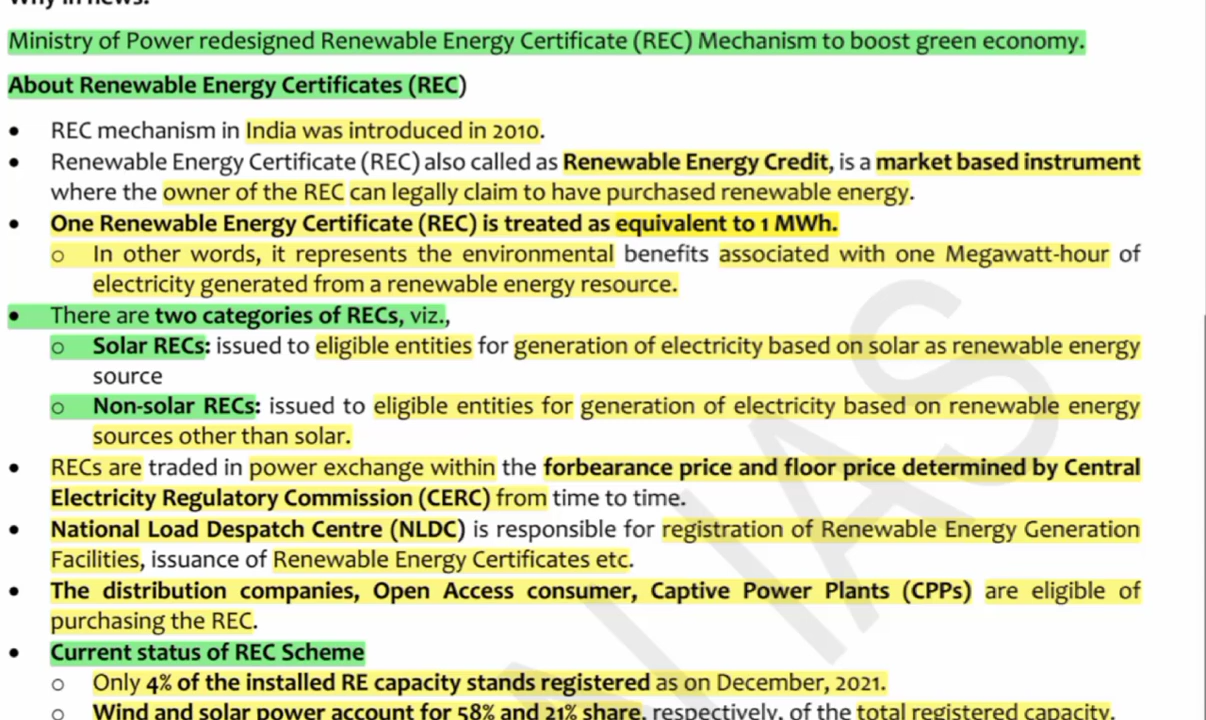 Why in news:
Ministry of Power redesigned Renewable Energy Certificate (REC) Mechanism to boost green economy.
About Renewable Energy Certificates (REC)
• REC mechanism in India was introduced in 2010.
• Renewable Energy Certificate (REC) also called as Renewable Energy Credit, is a market based instrument
where the owner of the REC can legally claim to have purchased renewable energy.
• One Renewable Energy Certificate (REC) is treated as equivalent to 1 MWh.
o In other words, it represents the environmental benefits associated with one Megawatt-hour of
electricity generated from a renewable energy resource.
• There are two categories of RECs, viz.,
o Solar RECs: issued to eligible entities for generation of electricity based on solar as renewable energy
source
o Non-solar RECs: issued to eligible entities for generation of electricity based on renewable energy
sources other than solar.
• RECs are traded in power exchange within the forbearance price and floor price determined by Central
Electricity Regulatory Commission (CERC) from time to time.
• National Load Despatch Centre (NLDC) is responsible for registration of Renewable Energy Generation
Facilities, issuance of Renewable Energy Certificates etc.
• The distribution companies, Open Access consumer, Captive Power Plants (CPPs) are eligible of
purchasing the REC.
• Current status of REC Scheme
o Only 4% of the installed RE capacity stands registered as on December, 2021.
o Wind and solar power account for 58% and 21% share, respectively, of the total registered capacity.
N IAS